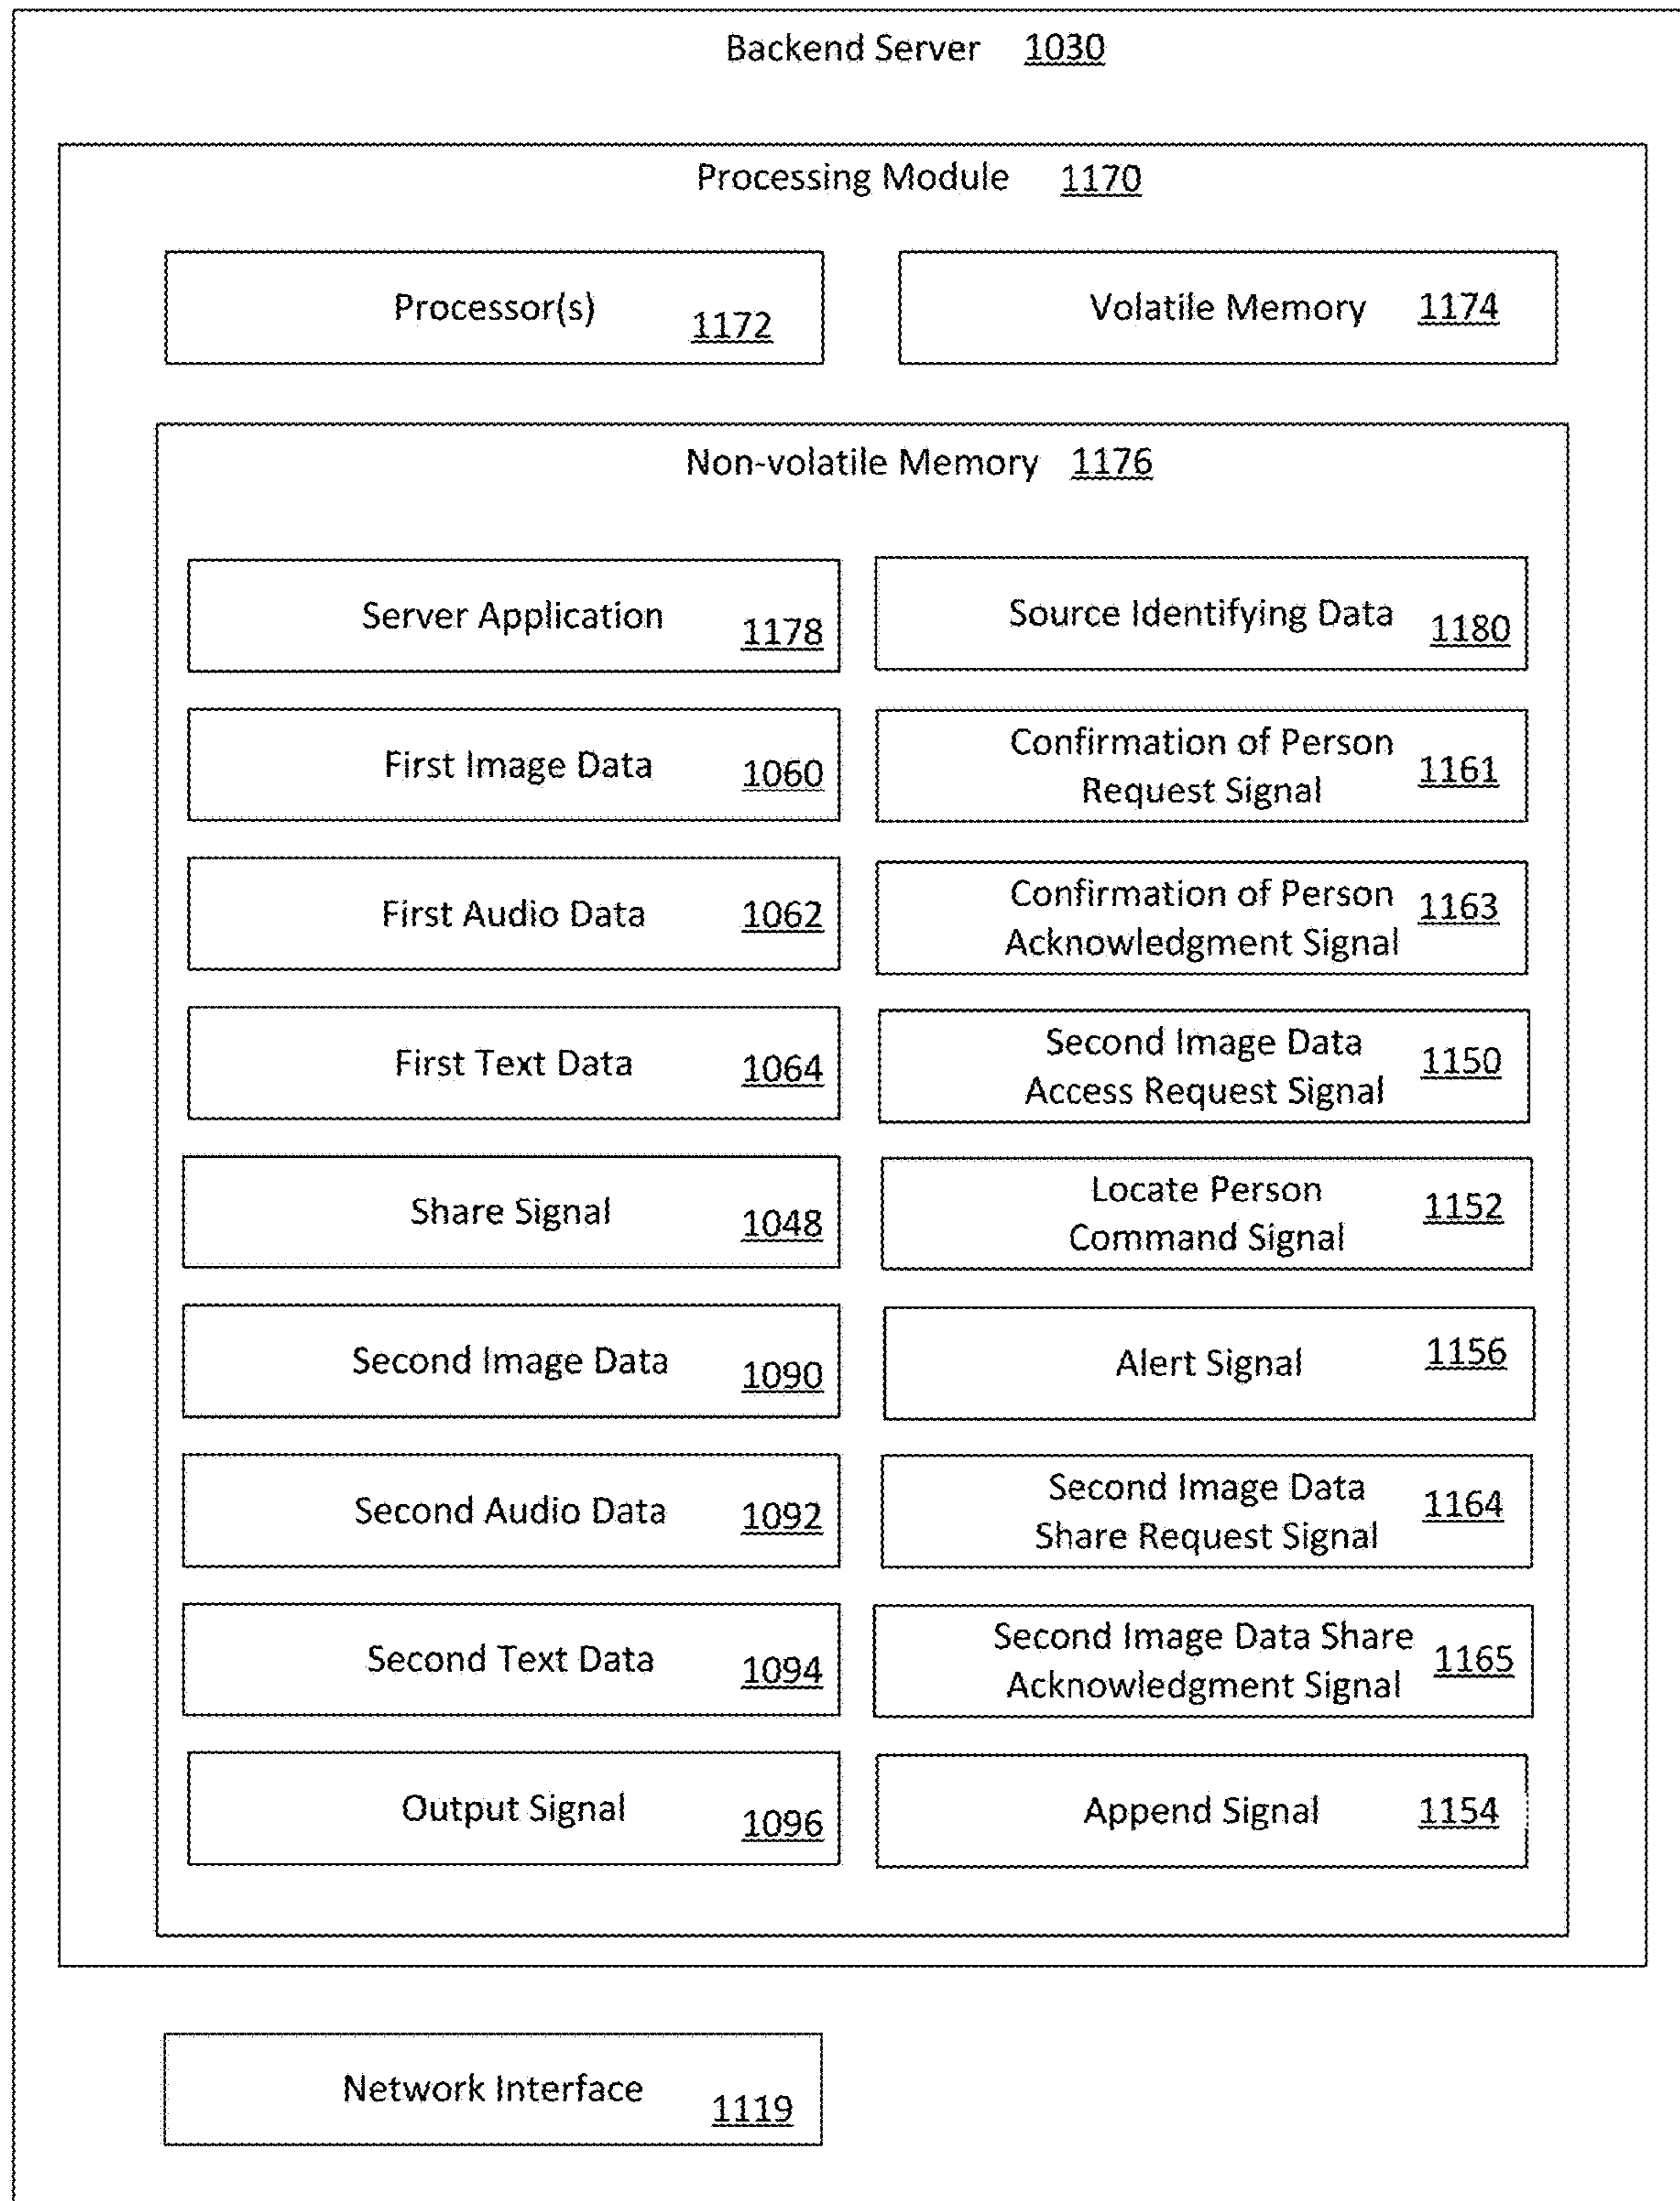 Backend Server 1030
Processing Module 1170
Processor(s) 1172
Volatile Memory 1174
Non-volatile Memory 1176
Server Application 1178
Source Identifying Data 1180
First Image Data 1060
Confirmation of Person
Request Signal 1161
First Audio Data 1062
Confirmation of Person
Acknowledgment Signal 1163
First Text Data 1064
Second Image Data
Access Request Signal 1150
Share Signal 1048
Locate Person
Command Signal 1152
Second Image Data 1090
Alert Signal 1156
Second Audio Data 1092
Second Image Data
Share Request Signal 1164
Second Text Data 1094
Second Image Data Share
Acknowledgment Signal 1165
Output Signal 1096
Append Signal 1154
Network Interface 1119